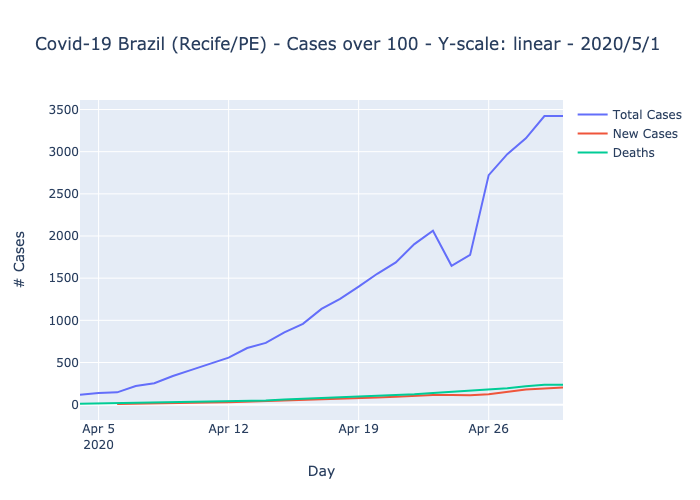 Covid-19 Brazil (Recife/PE) - Cases over 100 - Y-scale: linear - 2020/5/1
Total Cases
New Cases
Deaths
# Cases
3500
3000
2500
2000
1500
1000
500
0
Apr 5
2020
Apr 12
Apr 19
Apr 26
Day